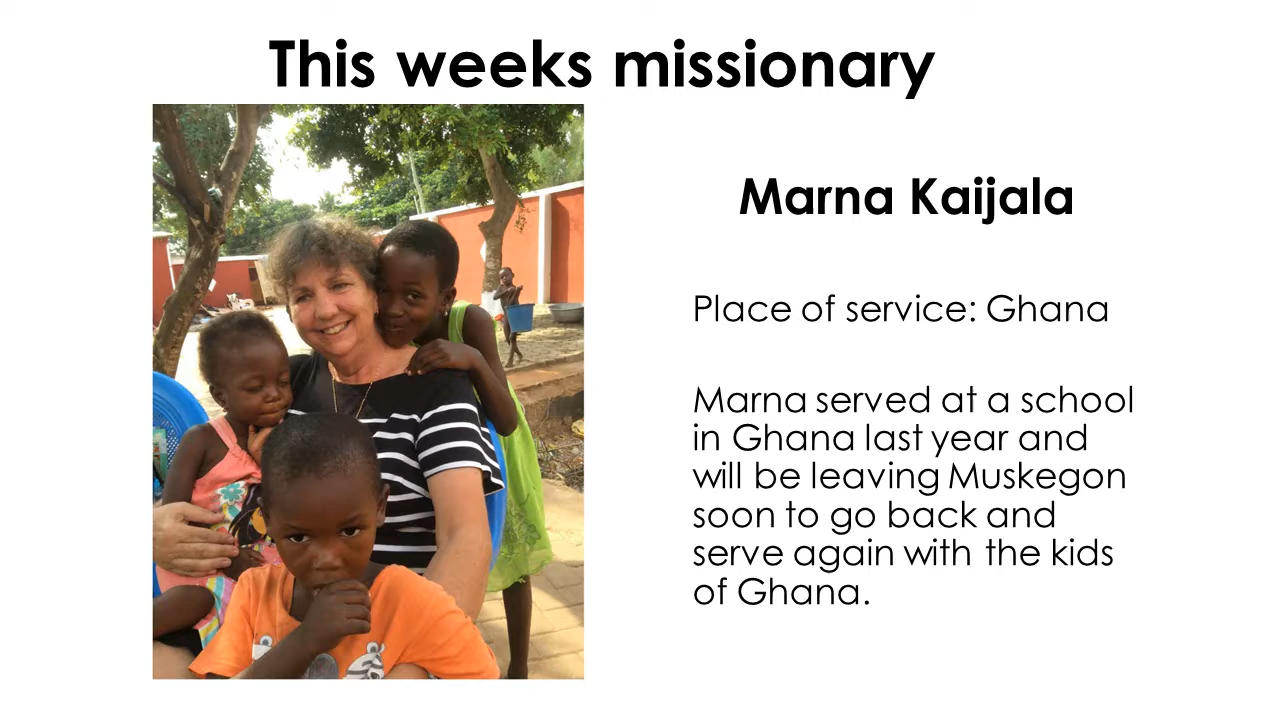 This weeks missionary
Marna Kaijala
Place of service: Ghana
Marna served at a school
in Ghana last year and
will be leaving Muskegon
soon to go back and
serve again with the kids
of Ghana.